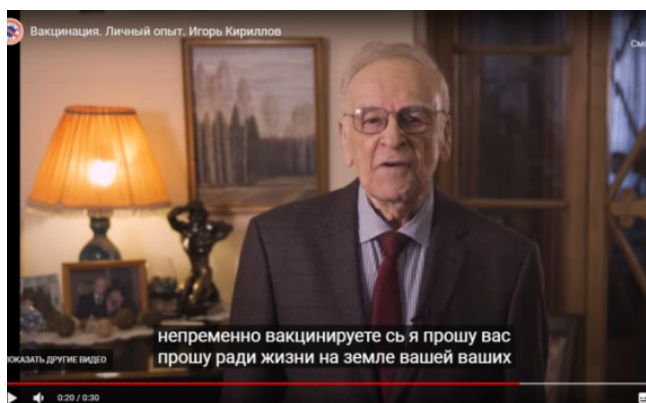 Вакцинация. Личный опыт. Игорь Кириллов
непременно вакцинируете сь я прошу вас
прошу ради жизни на земле вашей ваших
ПОКАЗАТЬ ДРУГИЕ ВИДЕО
0:20 / 0:30